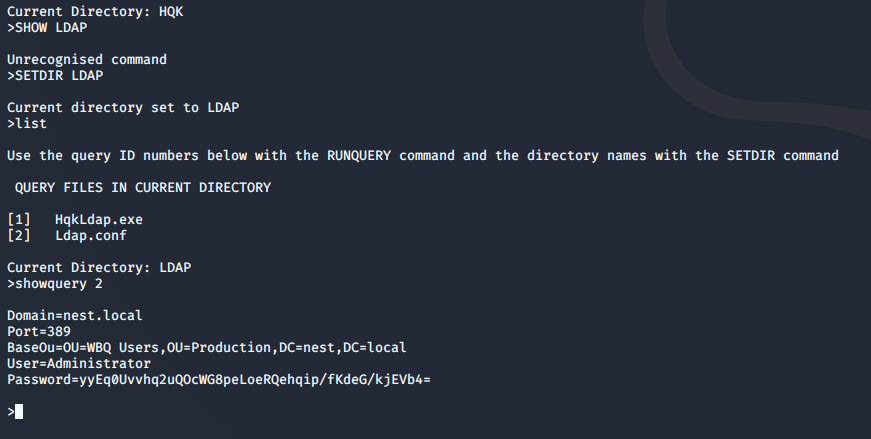 Current Directory: HQK
>SHOW LDAP
Unrecognised command
>SETDIR LDAP
Current directory set to LDAP
>list
Use the query ID numbers below with the RUNQUERY command and the directory names with the SETDIR command
QUERY FILES IN CURRENT DIRECTORY
[1]   HqkLdap.exe
[2]   Ldap.conf
Current Directory: LDAP
>showquery 2
Domain=nest.local
Port=389
BaseOu=OU=WBQ Users,OU=Production,DC=nest,DC=local
User=Administrator
Password=yyEq0Uvvhq2uQOcWG8peLoeRQehqip/fKdeG/kjEVb4=
>